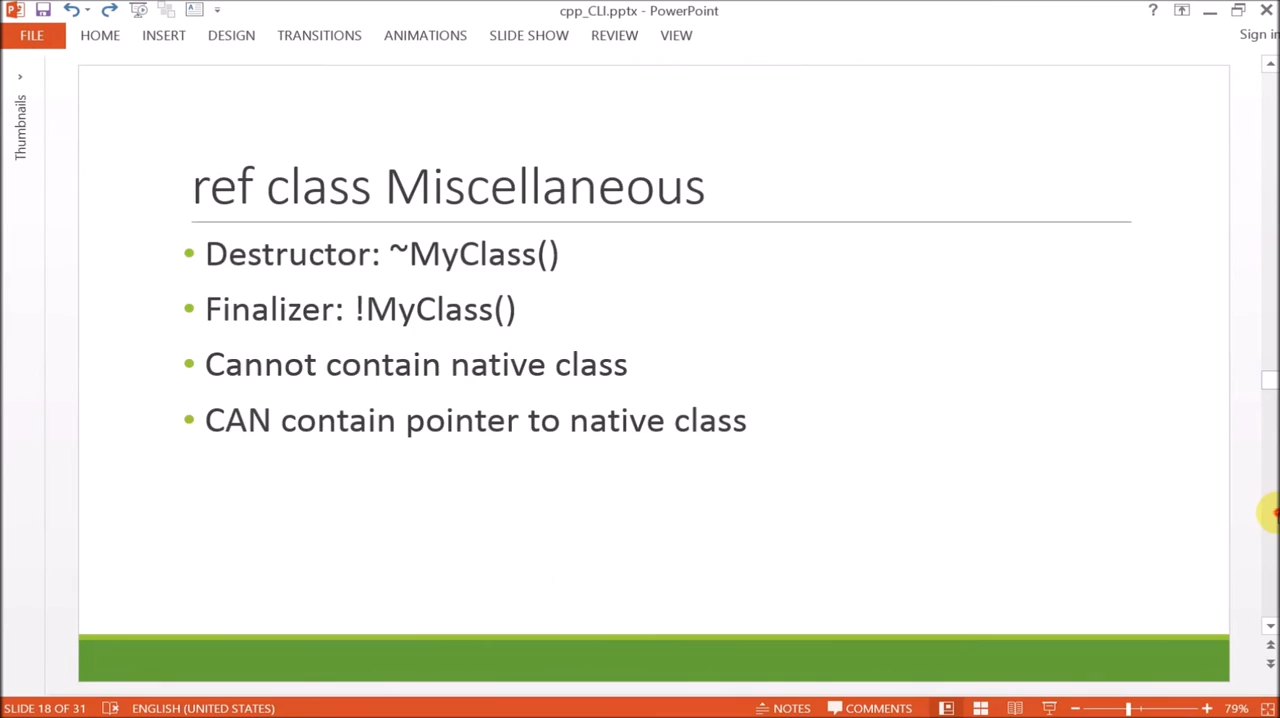 cpp_CLI.pptx - PowerPoint
?
FILE HOME INSERT DESIGN TRANSITIONS ANIMATIONS SLIDE SHOW REVIEW VIEW
Sign in
Thumbnails
ref class Miscellaneous
• Destructor: ~MyClass()
• Finalizer: !MyClass()
• Cannot contain native class
• CAN contain pointer to native class
SLIDE 18 OF 31 ENGLISH (UNITED STATES) NOTES COMMENTS 79%